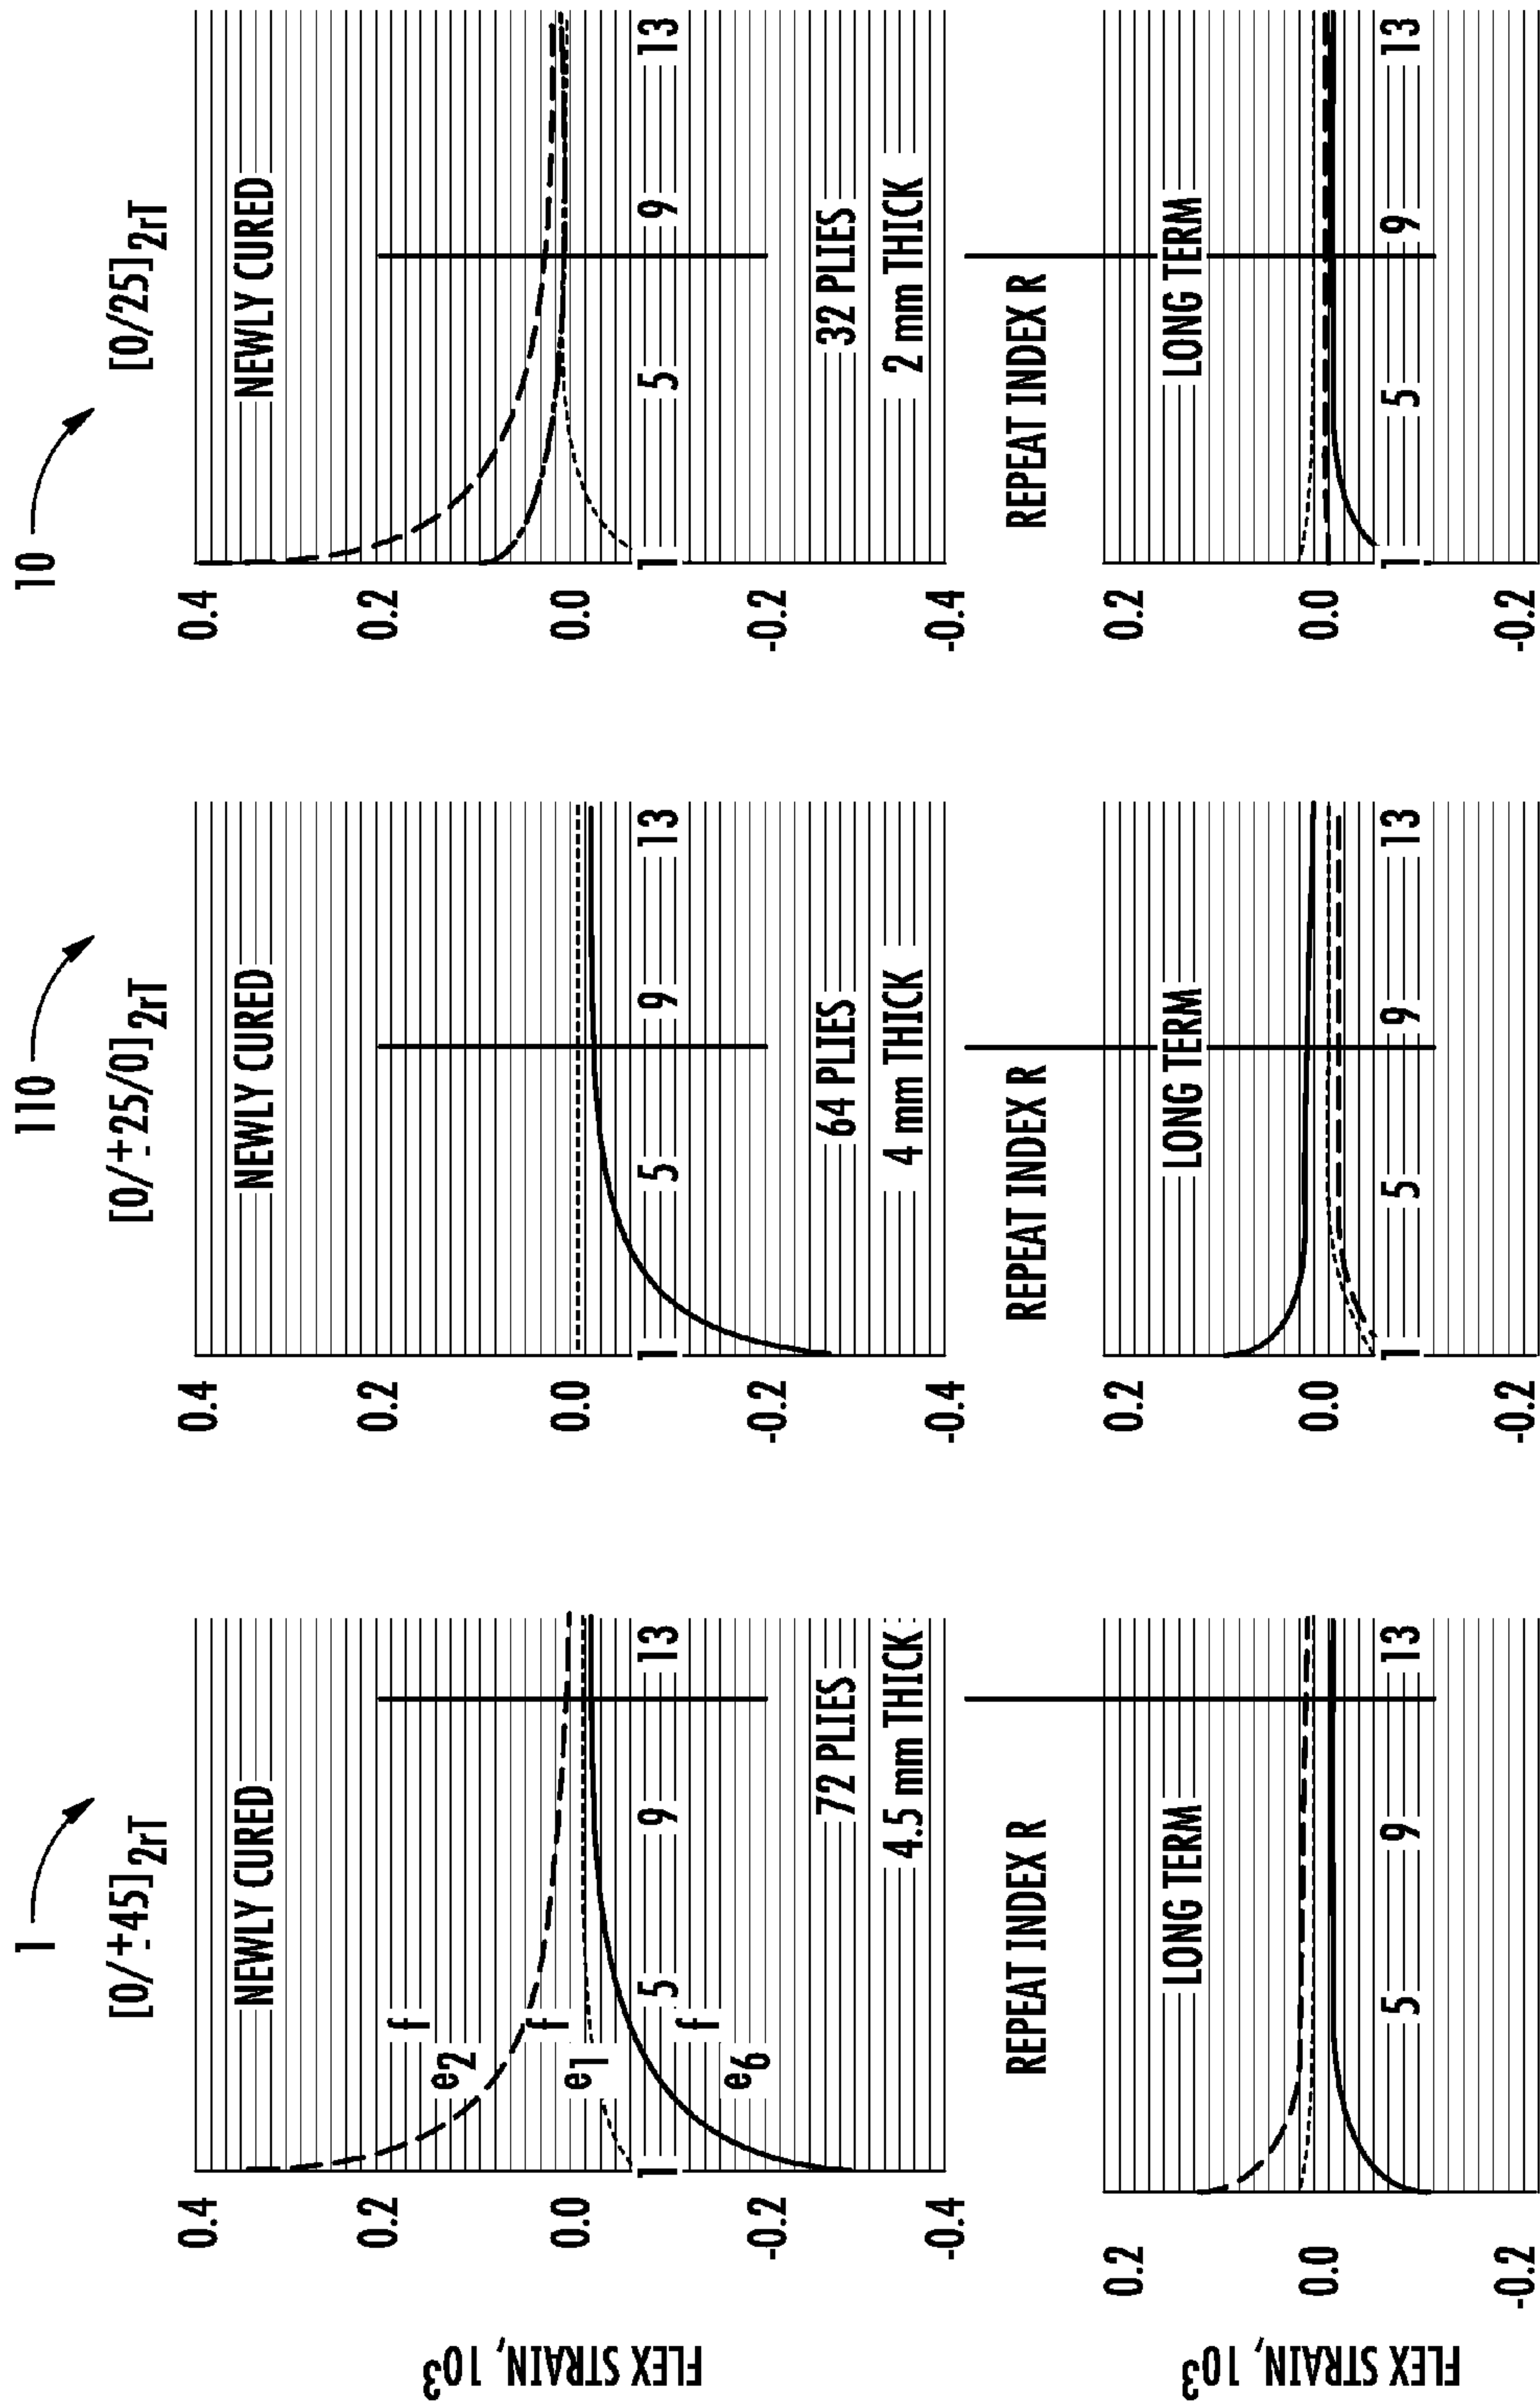 1
[0/±45]2rT
110
[0/±25/0]2rT
10
[0/25]2rT
FLEX STRAIN, 10³
0.4
0.2
0.0
-0.2
-0.4
NEWLY CURED
e2 f
e1 f
e6 f
1 5 9 13
72 PLIES
4.5 mm THICK
REPEAT INDEX R
0.4
0.2
0.0
-0.2
-0.4
NEWLY CURED
1 5 9 13
64 PLIES
4 mm THICK
REPEAT INDEX R
0.4
0.2
0.0
-0.2
-0.4
NEWLY CURED
1 5 9 13
32 PLIES
2 mm THICK
REPEAT INDEX R
FLEX STRAIN, 10³
0.2
0.0
-0.2
LONG TERM
5 9 13
0.2
0.0
-0.2
LONG TERM
1 5 9 13
0.2
0.0
-0.2
LONG TERM
1 5 9 13